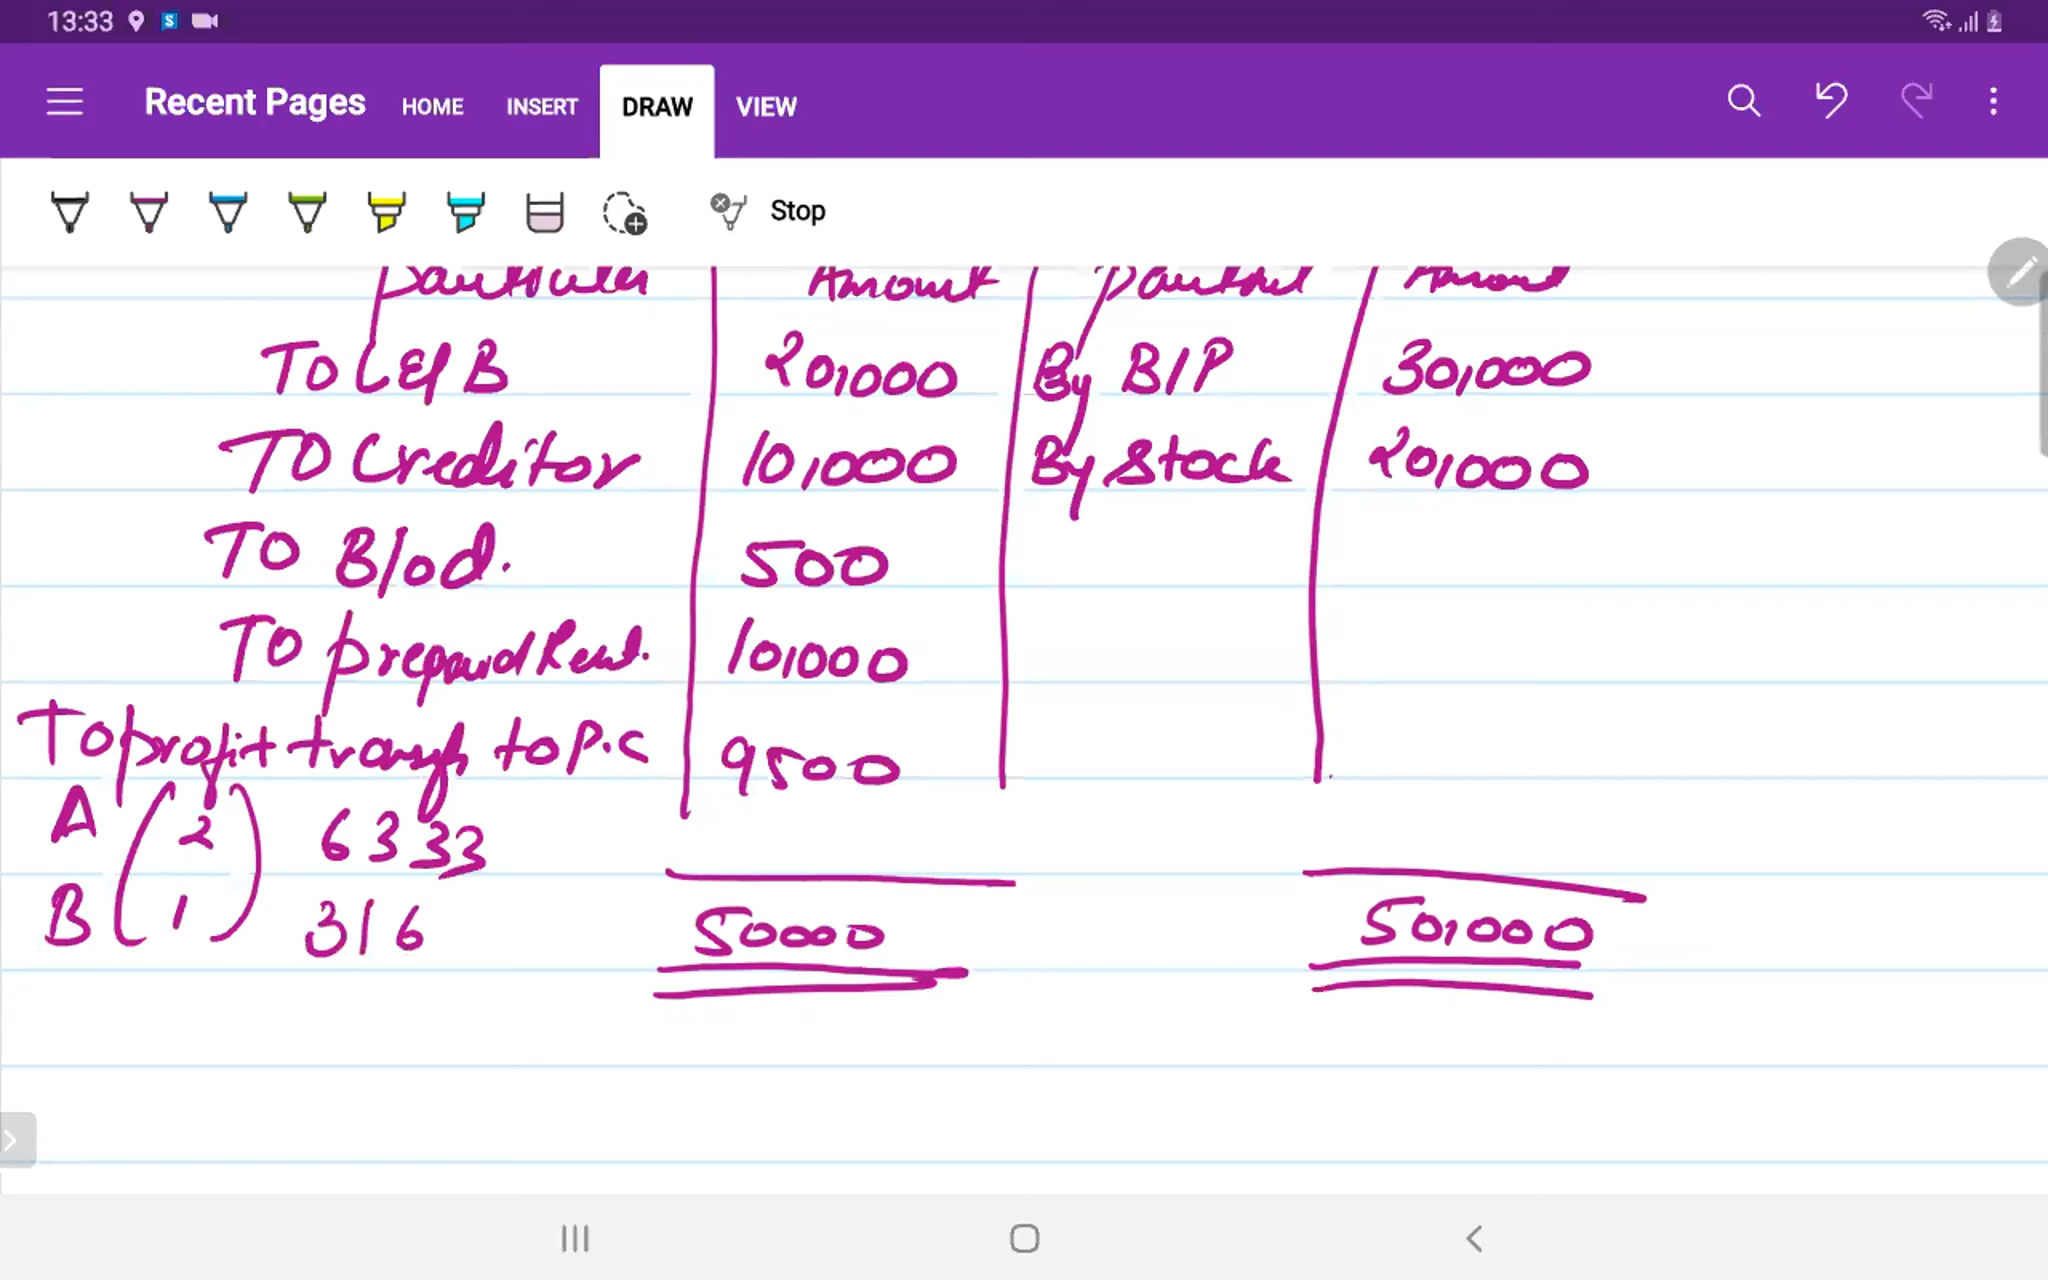 13:33
Recent Pages HOME INSERT DRAW VIEW
Stop
Amount
TO L & B 20,000 By B/P 30,000
TO Creditor 10,000 By Stock 20,000
TO B/od. 500
TO prepaid Rent. 10,000
To profit transf to P.C 9500
A 2 6333
B 1 316
50000 50,000